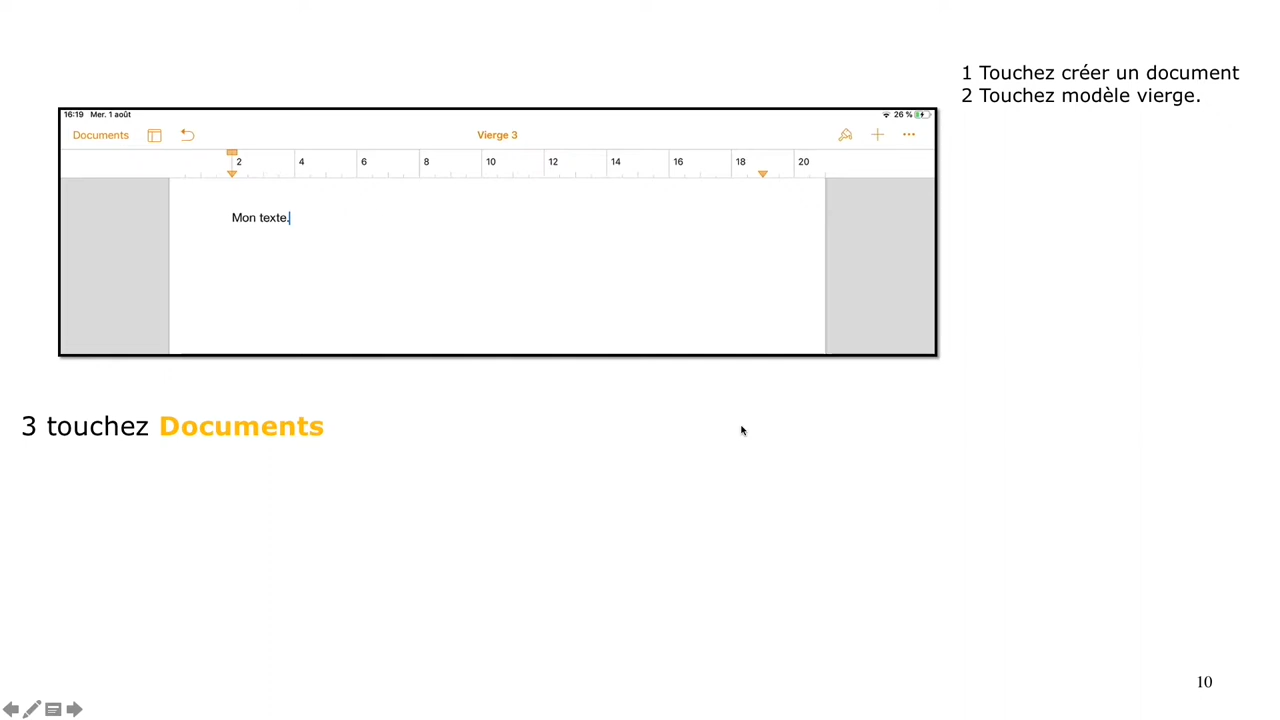 1 Touchez créer un document
2 Touchez modèle vierge.
16:19 Mer. 1 août 26 %
Documents Vierge 3
2 4 6 8 10 12 14 16 18 20
Mon texte.
3 touchez Documents
10